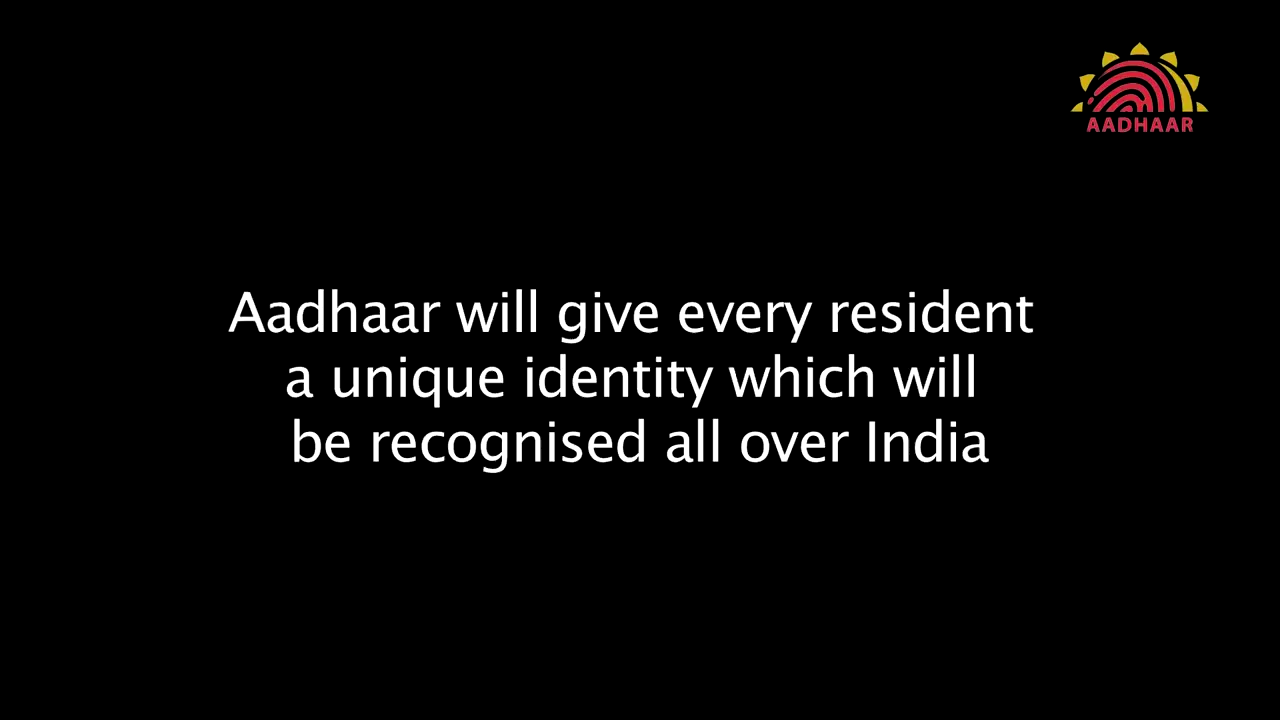 AADHAAR
Aadhaar will give every resident
a unique identity which will
be recognised all over India